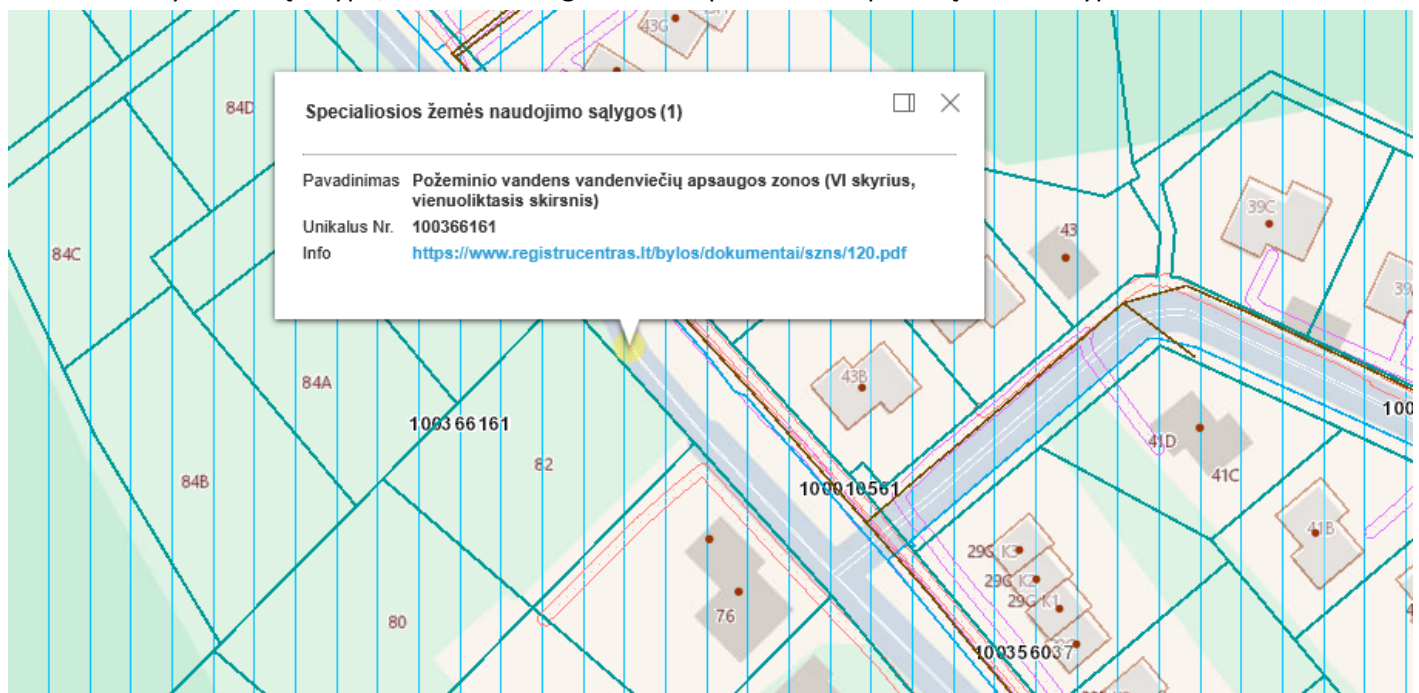 43G
84D
Specialiosios žemės naudojimo sąlygos (1)
Pavadinimas Požeminio vandens vandenviečių apsaugos zonos (VI skyrius,
vienuoliktasis skirsnis)
Unikalus Nr. 100366161
Info https://www.registrucentras.lt/bylos/dokumentai/szns/120.pdf
39C
43
84C
39
84A
43B
100366161
100
82
41D
84B
41C
100010561
41B
29G K3
29G K2
29G K1
80
76
100356037